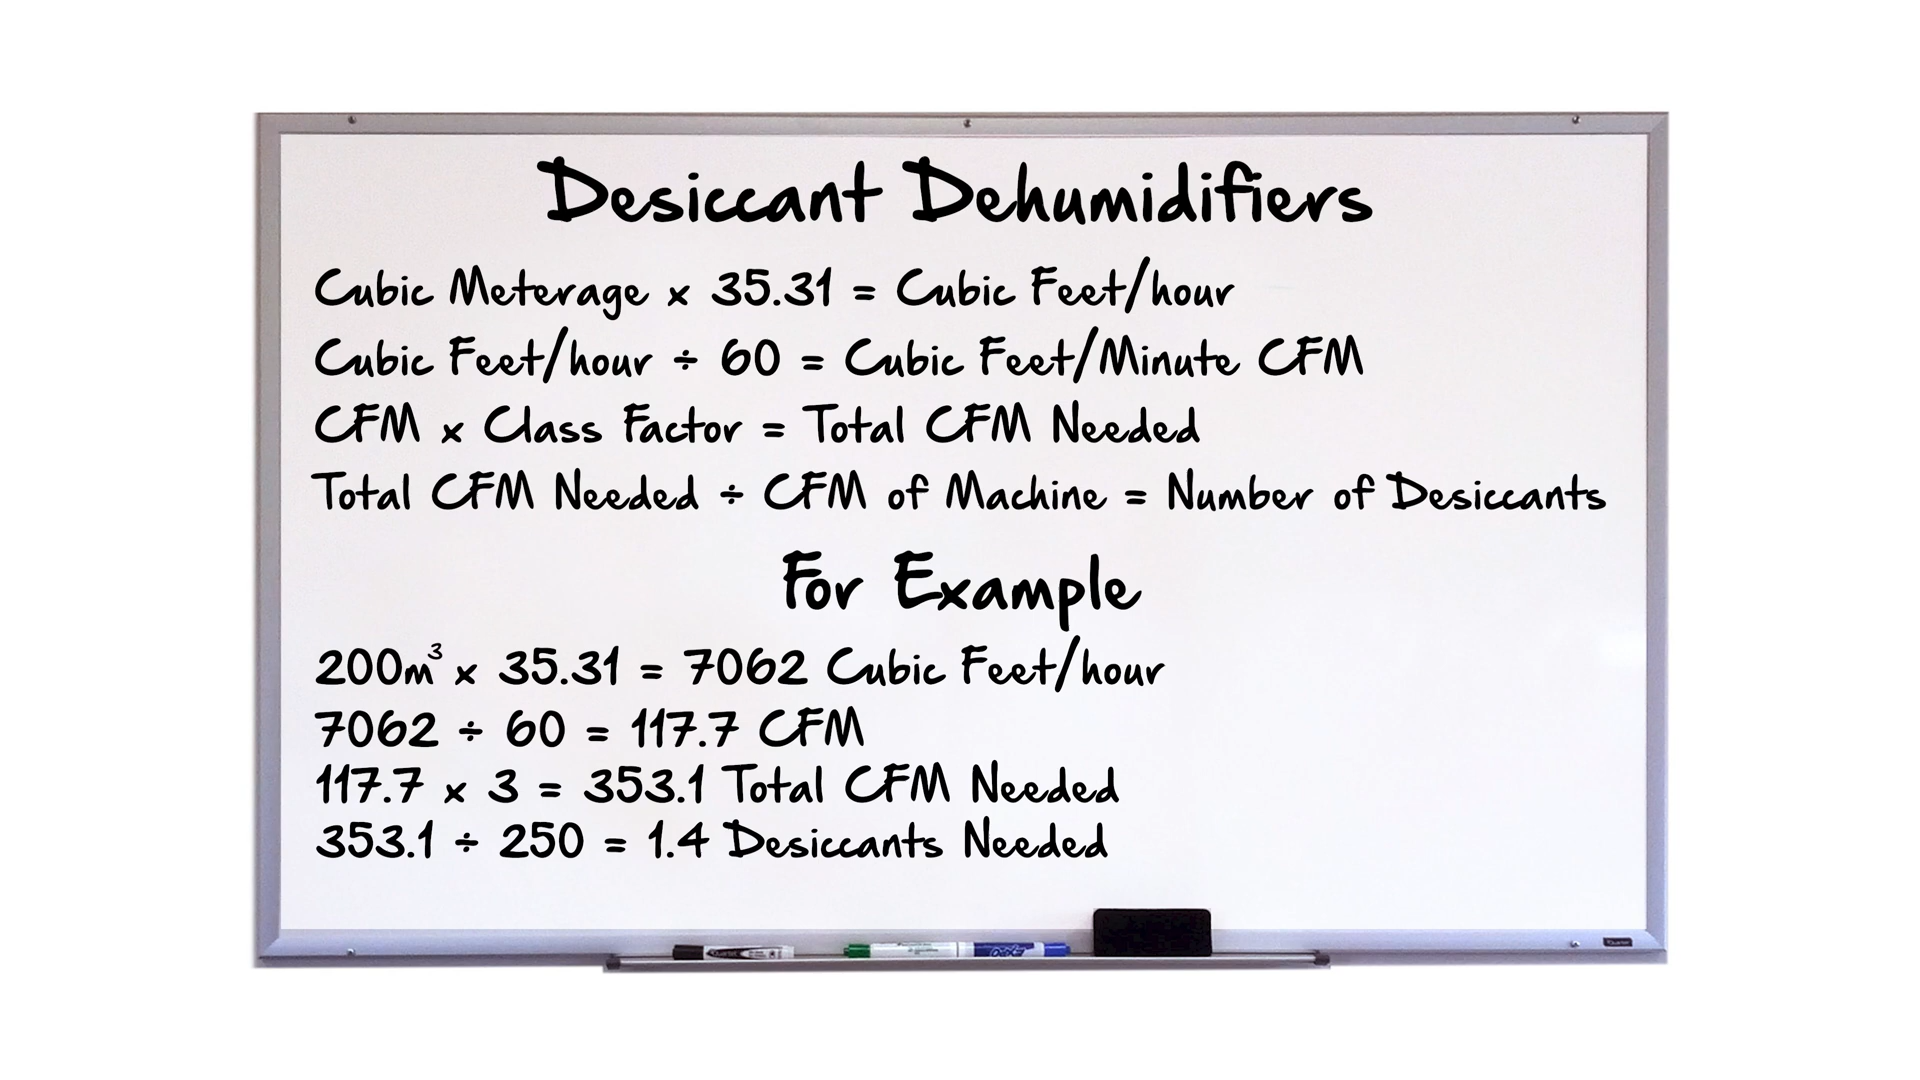 Desiccant Dehumidifiers
Cubic Meterage x 35.31 = Cubic Feet/hour
Cubic Feet/hour ÷ 60 = Cubic Feet/Minute CFM
CFM x Class Factor = Total CFM Needed
Total CFM Needed ÷ CFM of Machine = Number of Desiccants
For Example
200m³ x 35.31 = 7062 Cubic Feet/hour
7062 ÷ 60 = 117.7 CFM
117.7 x 3 = 353.1 Total CFM Needed
353.1 ÷ 250 = 1.4 Desiccants Needed
Quartet